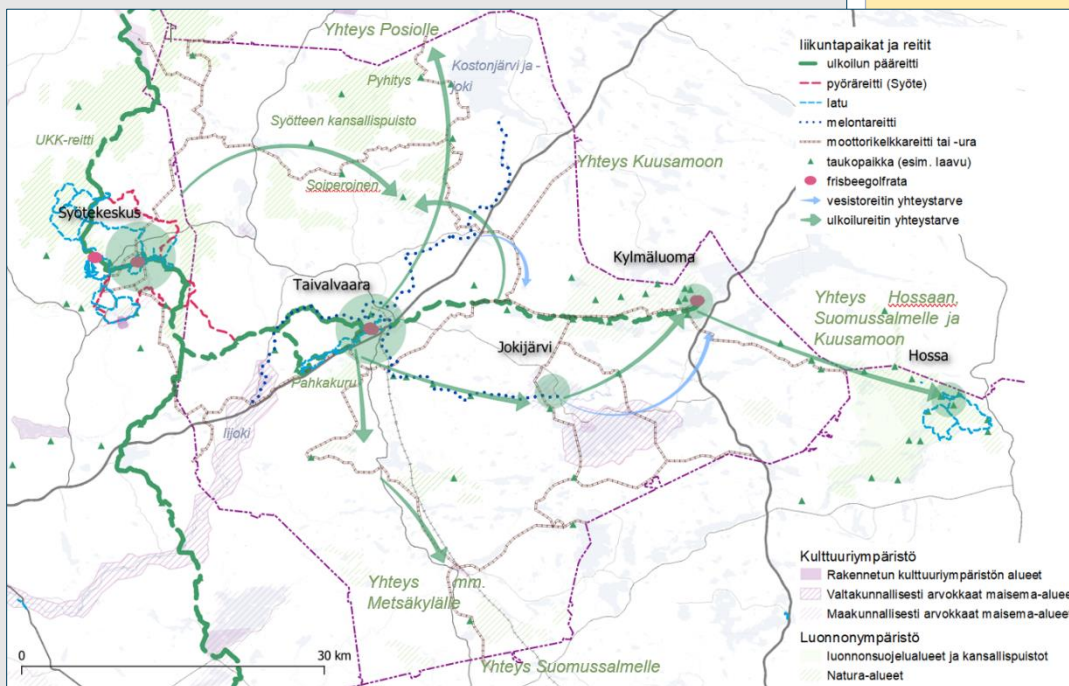 Yhteys Posiolle
Kostonjärvi ja -
joki
Pyhitys
Syötteen kansallispuisto
UKK-reitti
Yhteys Kuusamoon
Soiperoinen
Syötekeskus
Kylmäluoma
Taivalvaara
Yhteys Hossaan,
Suomussalmelle ja
Kuusamoon
Jokijärvi
Hossa
Pahkakuru
Iijoki
Yhteys mm.
Metsäkylälle
Yhteys Suomussalmelle
0 30 km
liikuntapaikat ja reitit
ulkoilun pääreitti
pyöräreitti (Syöte)
latu
melontareitti
moottorikelkkareitti tai -ura
taukopaikka (esim. laavu)
frisbeegolfrata
vesistoreitin yhteystarve
ulkoilureitin yhteystarve
Kulttuuriympäristö
Rakennetun kulttuuriympäristön alueet
Valtakunnallisesti arvokkaat maisema-alueet
Maakunnallisesti arvokkaat maisema-alueet
Luonnonympäristö
luonnonsuojelualueet ja kansallispuistot
Natura-alueet